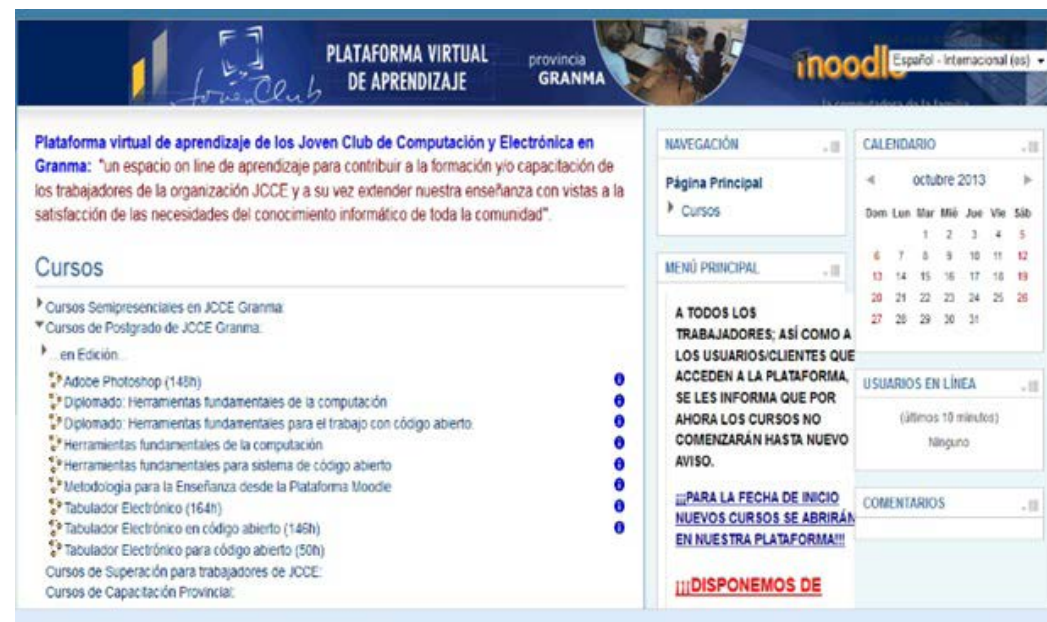 Joven Club
PLATAFORMA VIRTUAL
DE APRENDIZAJE
provincia
GRANMA
moodle
Español - Internacional (es)
la computadora de la familia
Plataforma virtual de aprendizaje de los Joven Club de Computación y Electrónica en
Granma: "un espacio on line de aprendizaje para contribuir a la formación y/o capacitación de
los trabajadores de la organización JCCE y a su vez extender nuestra enseñanza con vistas a la
satisfacción de las necesidades del conocimiento informático de toda la comunidad".
Cursos
Cursos Semipresenciales en JCCE Granma:
Cursos de Postgrado de JCCE Granma:
...en Edición...
Adobe Photoshop (148h)
Diplomado: Herramientas fundamentales de la computación
Diplomado: Herramientas fundamentales para el trabajo con código abierto.
Herramientas fundamentales de la computación
Herramientas fundamentales para sistema de código abierto
Metodología para la Enseñanza desde la Plataforma Moodle
Tabulador Electrónico (164h)
Tabulador Electrónico en código abierto (146h)
Tabulador Electrónico para código abierto (50h)
Cursos de Superación para trabajadores de JCCE:
Cursos de Capacitación Provincial:
NAVEGACIÓN
Página Principal
Cursos
MENÚ PRINCIPAL
A TODOS LOS
TRABAJADORES; ASÍ COMO A
LOS USUARIOS/CLIENTES QUE
ACCEDEN A LA PLATAFORMA,
SE LES INFORMA QUE POR
AHORA LOS CURSOS NO
COMENZARÁN HASTA NUEVO
AVISO.
¡¡¡PARA LA FECHA DE INICIO
NUEVOS CURSOS SE ABRIRÁN
EN NUESTRA PLATAFORMA!!!
¡¡¡¡DISPONEMOS DE
CALENDARIO
octubre 2013
Dom Lun Mar Mié Jue Vie Sáb
1 2 3 4 5
6 7 8 9 10 11 12
13 14 15 16 17 18 19
20 21 22 23 24 25 26
27 28 29 30 31
USUARIOS EN LÍNEA
(últimos 10 minutos)
Ninguno
COMENTARIOS